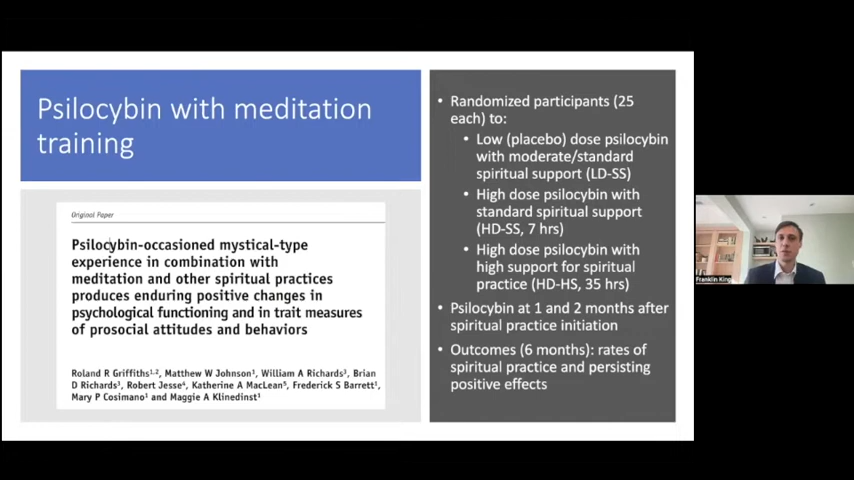 Psilocybin with meditation
training
Original Paper
Psilocybin-occasioned mystical-type
experience in combination with
meditation and other spiritual practices
produces enduring positive changes in
psychological functioning and in trait measures
of prosocial attitudes and behaviors
Roland R Griffiths¹˒², Matthew W Johnson³, William A Richards³, Brian
D Richards³, Robert Jesse⁴, Katherine A MacLean⁵, Frederick S Barrett¹,
Mary P Cosimano¹ and Maggie A Klinedinst¹
• Randomized participants (25
each) to:
• Low (placebo) dose psilocybin
with moderate/standard
spiritual support (LD-SS)
• High dose psilocybin with
standard spiritual support
(HD-SS, 7 hrs)
• High dose psilocybin with
high support for spiritual
practice (HD-HS, 35 hrs)
• Psilocybin at 1 and 2 months after
spiritual practice initiation
• Outcomes (6 months): rates of
spiritual practice and persisting
positive effects
Franklin King